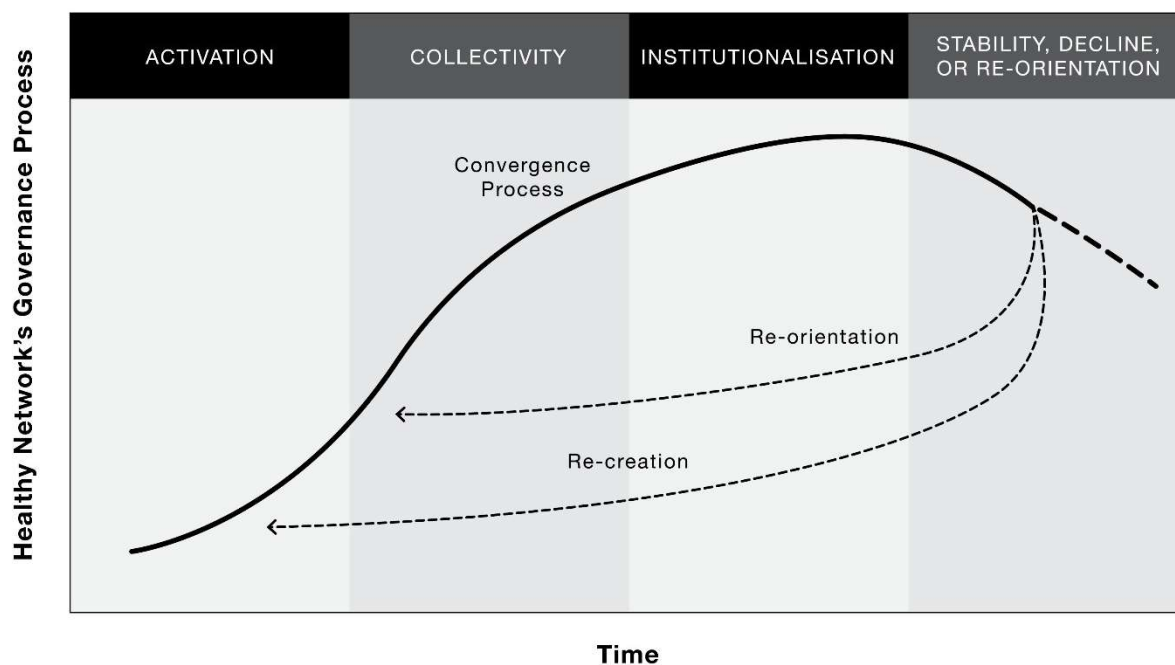 ACTIVATION
COLLECTIVITY
INSTITUTIONALISATION
STABILITY, DECLINE,
OR RE-ORIENTATION
Healthy Network's Governance Process
Convergence
Process
Re-orientation
Re-creation
Time